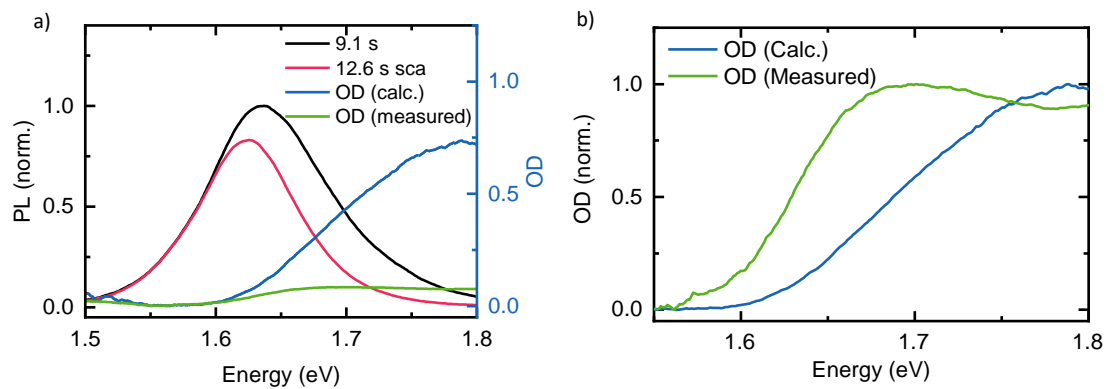 a)
9.1 s
12.6 s sca
OD (calc.)
OD (measured)
PL (norm.)
1.0
0.5
0.0
1.0
0.5
0.0
OD
1.5
1.6
1.7
1.8
Energy (eV)
b)
OD (Calc.)
OD (Measured)
OD (norm.)
1.0
0.5
0.0
1.6
1.7
1.8
Energy (eV)